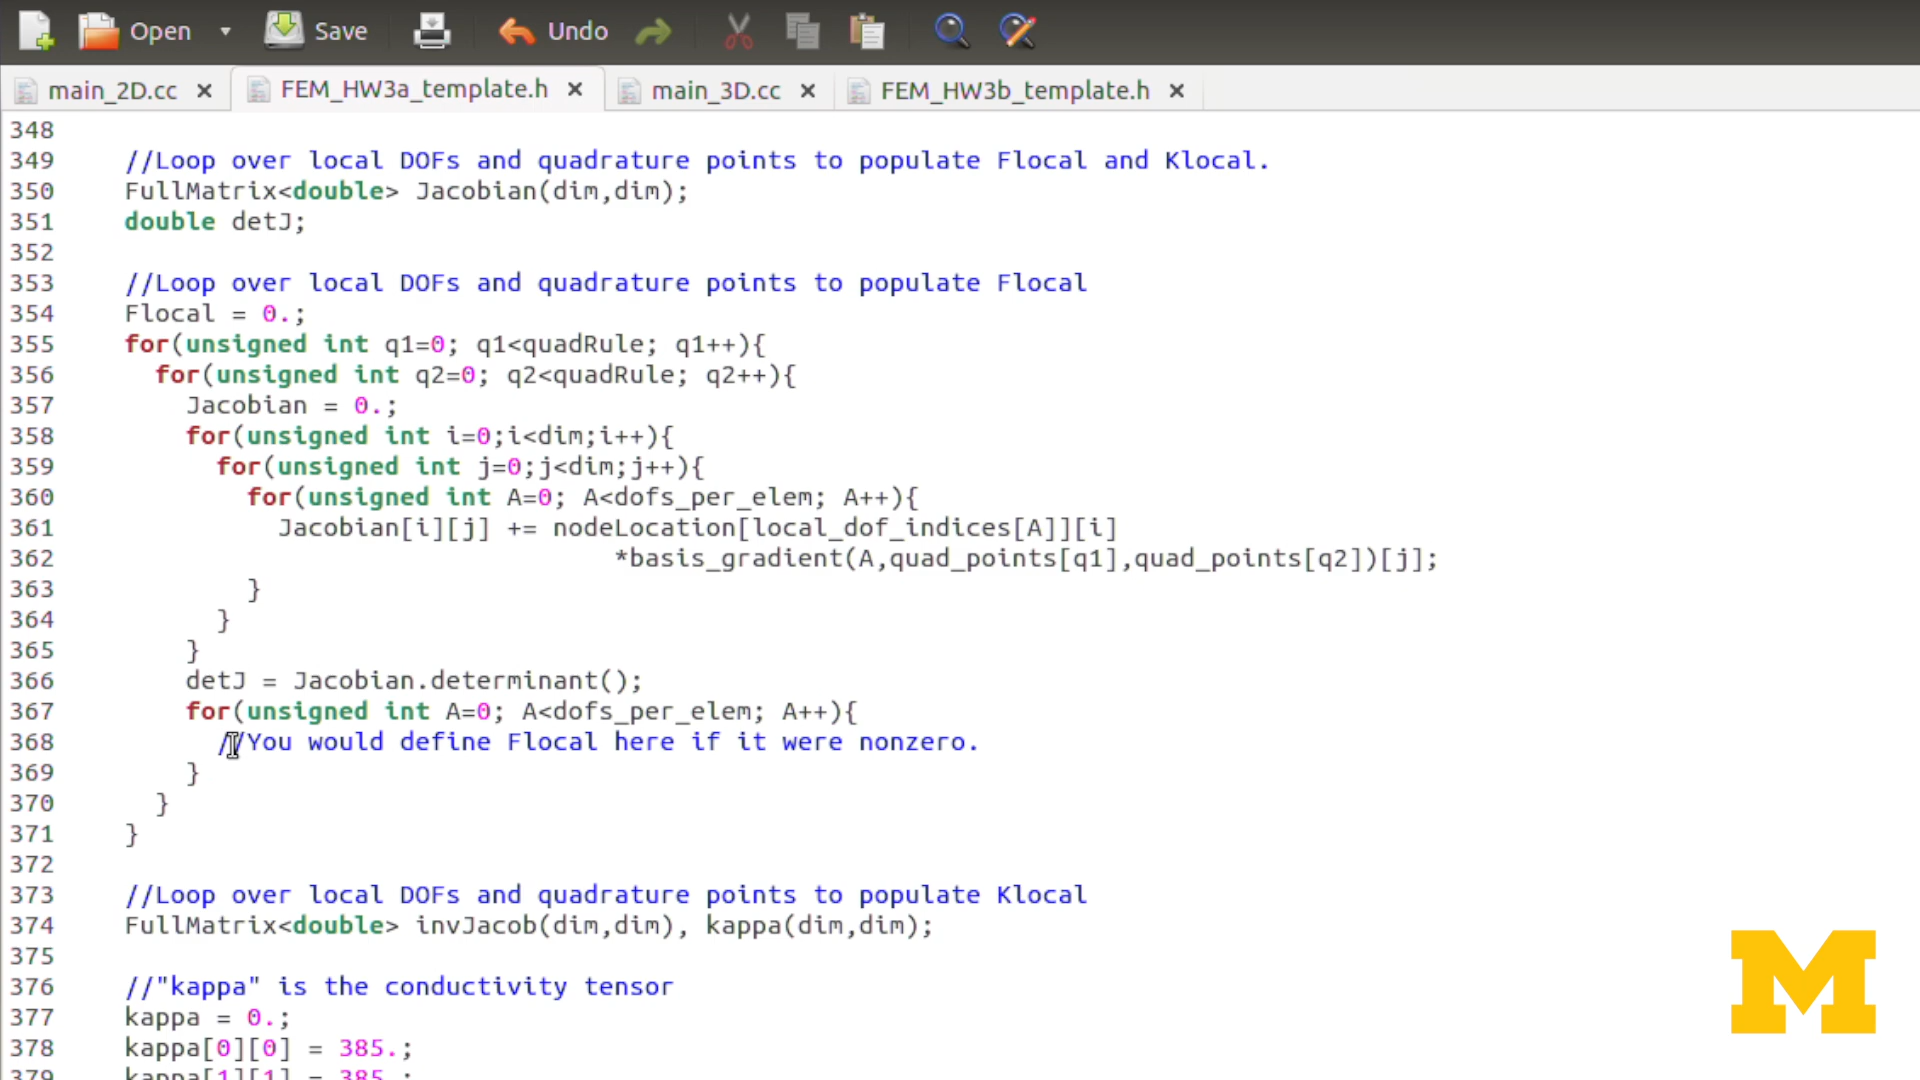 Open Save Undo
main_2D.cc FEM_HW3a_template.h main_3D.cc FEM_HW3b_template.h
348
349 //Loop over local DOFs and quadrature points to populate Flocal and Klocal.
350 FullMatrix<double> Jacobian(dim,dim);
351 double detJ;
352
353 //Loop over local DOFs and quadrature points to populate Flocal
354 Flocal = 0.;
355 for(unsigned int q1=0; q1<quadRule; q1++){
356 for(unsigned int q2=0; q2<quadRule; q2++){
357 Jacobian = 0.;
358 for(unsigned int i=0;i<dim;i++){
359 for(unsigned int j=0;j<dim;j++){
360 for(unsigned int A=0; A<dofs_per_elem; A++){
361 Jacobian[i][j] += nodeLocation[local_dof_indices[A]][i]
362 *basis_gradient(A,quad_points[q1],quad_points[q2])[j];
363 }
364 }
365 }
366 detJ = Jacobian.determinant();
367 for(unsigned int A=0; A<dofs_per_elem; A++){
368 //You would define Flocal here if it were nonzero.
369 }
370 }
371 }
372
373 //Loop over local DOFs and quadrature points to populate Klocal
374 FullMatrix<double> invJacob(dim,dim), kappa(dim,dim);
375
376 //"kappa" is the conductivity tensor
377 kappa = 0.;
378 kappa[0][0] = 385.;
379 kappa[1][1] = 385.;
M